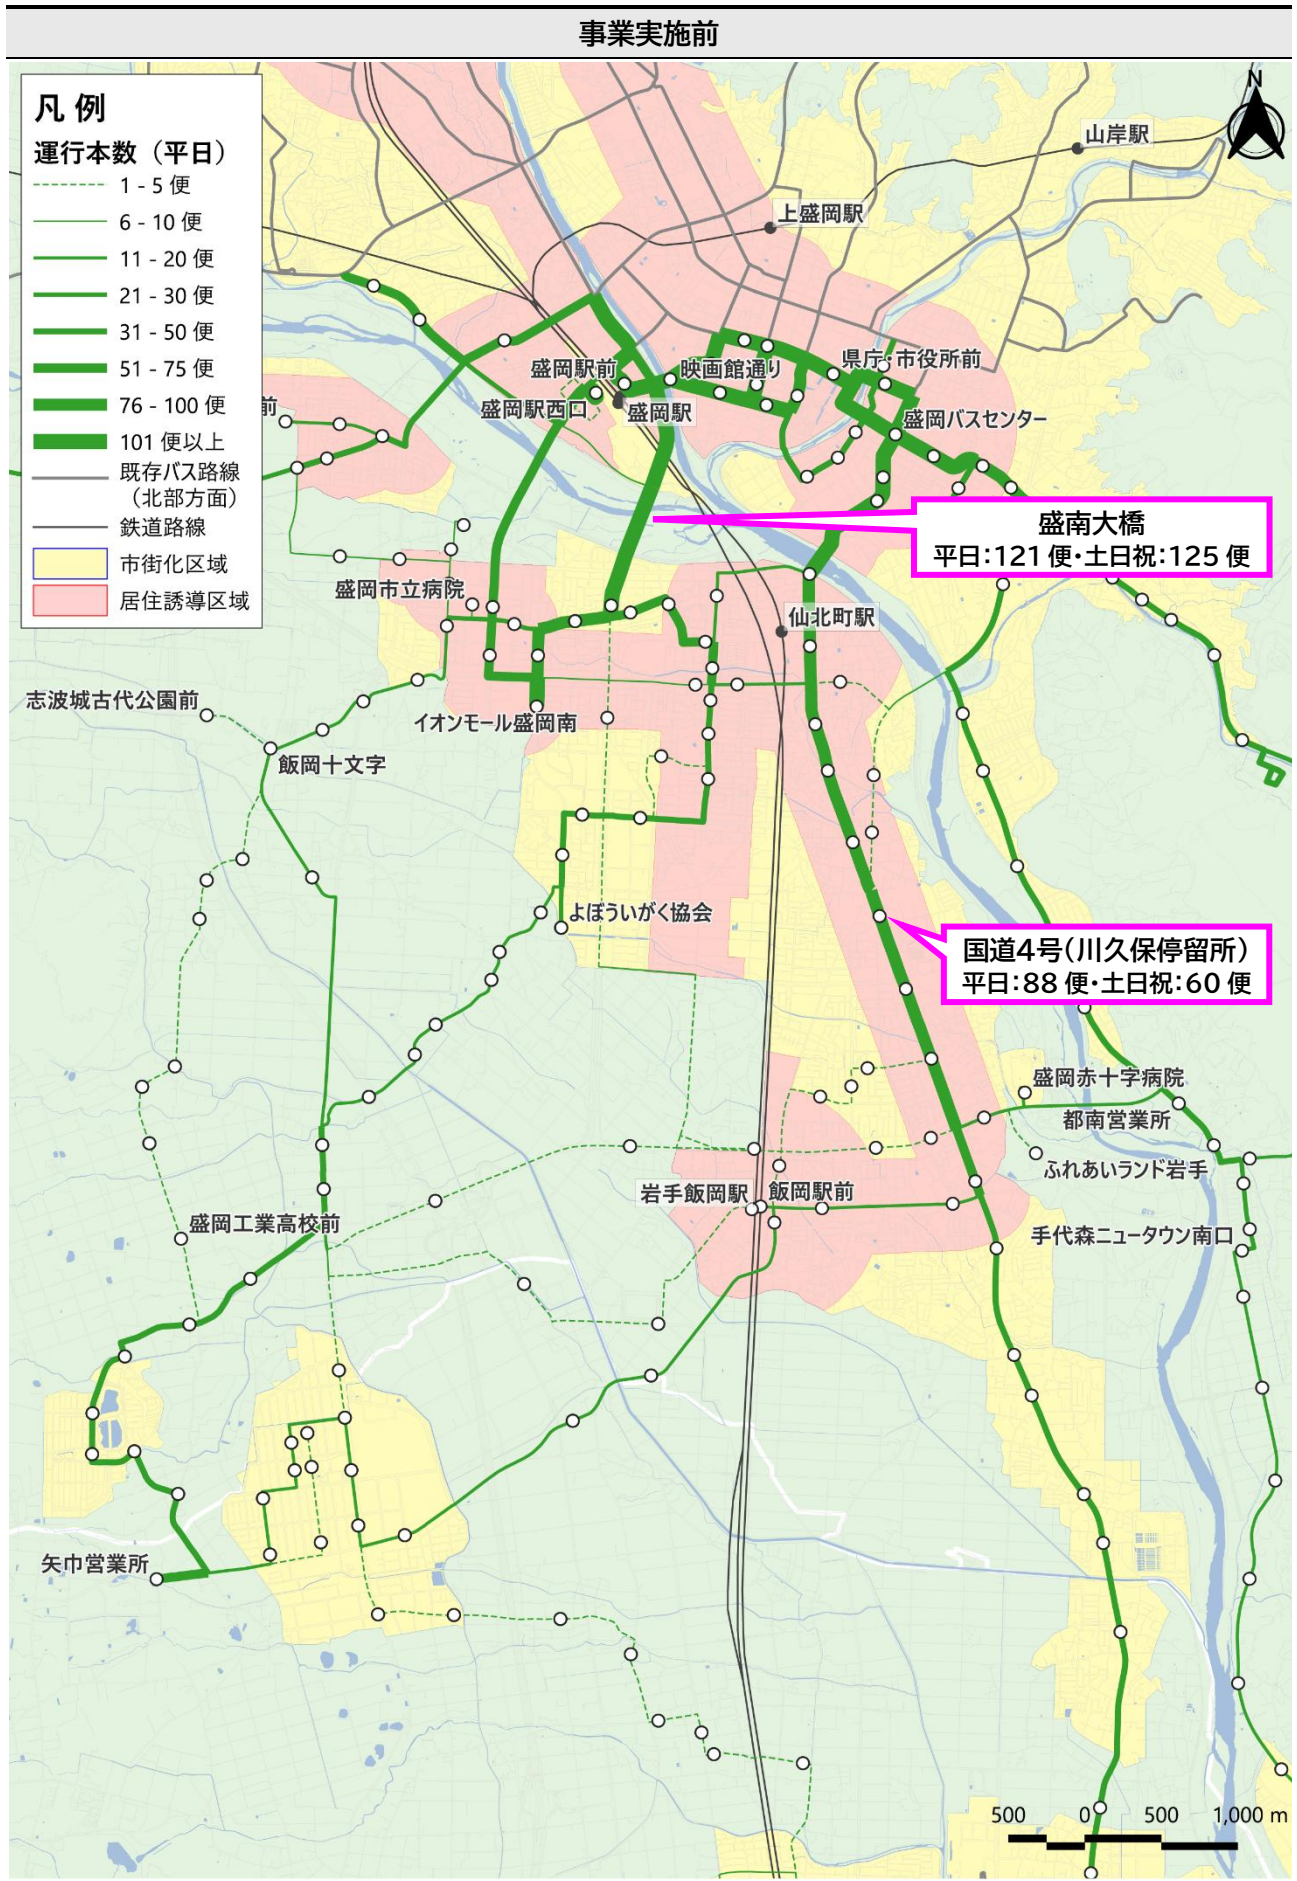 事業実施前
凡 例
運行本数（平日）
1 - 5 便
6 - 10 便
11 - 20 便
21 - 30 便
31 - 50 便
51 - 75 便
76 - 100 便
101 便以上
既存バス路線
（北部方面）
鉄道路線
市街化区域
居住誘導区域
N
山岸駅
上盛岡駅
盛岡駅前
映画館通り
県庁・市役所前
盛岡駅西口
盛岡駅
盛岡バスセンター
前
盛南大橋
平日：121 便・土日祝：125 便
盛岡市立病院
仙北町駅
志波城古代公園前
イオンモール盛岡南
飯岡十文字
よぼういがく協会
国道4号（川久保停留所）
平日：88 便・土日祝：60 便
盛岡赤十字病院
都南営業所
ふれあいランド岩手
岩手飯岡駅
飯岡駅前
盛岡工業高校前
手代森ニュータウン南口
矢巾営業所
500 0 500 1,000 m